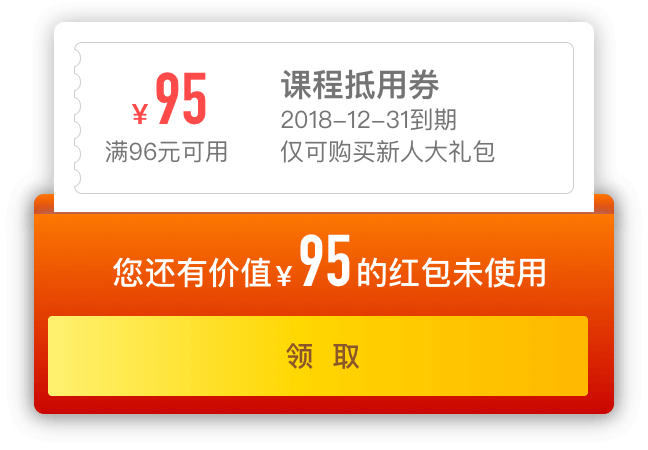 ¥95
满96元可用
课程抵用券
2018-12-31到期
仅可购买新人大礼包
您还有价值¥95的红包未使用
领 取